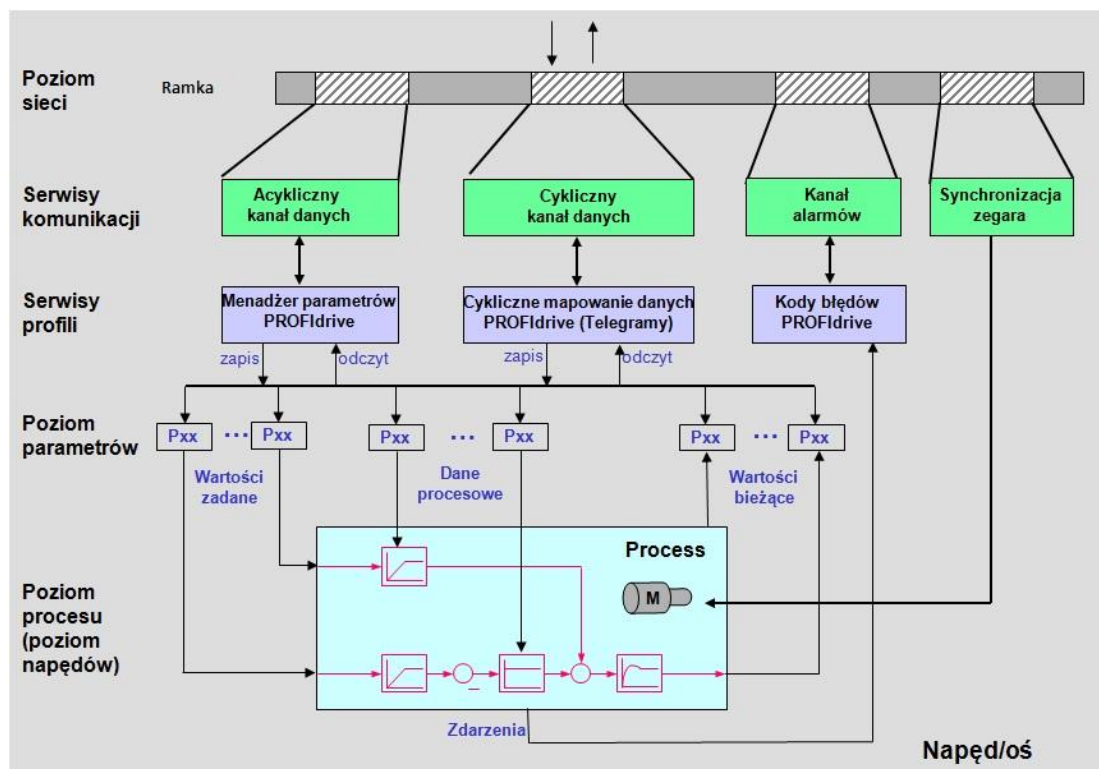 Poziom
sieci
Ramka
Serwisy
komunikacji
Acykliczny
kanał danych
Cykliczny
kanał danych
Kanał
alarmów
Synchronizacja
zegara
Serwisy
profili
Menadżer parametrów
PROFIdrive
Cykliczne mapowanie danych
PROFIdrive (Telegramy)
Kody błędów
PROFIdrive
zapis
odczyt
zapis
odczyt
Poziom
parametrów
Pxx ... Pxx
Pxx ... Pxx
Pxx ... Pxx
Wartości
zadane
Dane
procesowe
Wartości
bieżące
Poziom
procesu
(poziom
napędów)
Process
M
Zdarzenia
Napęd/oś